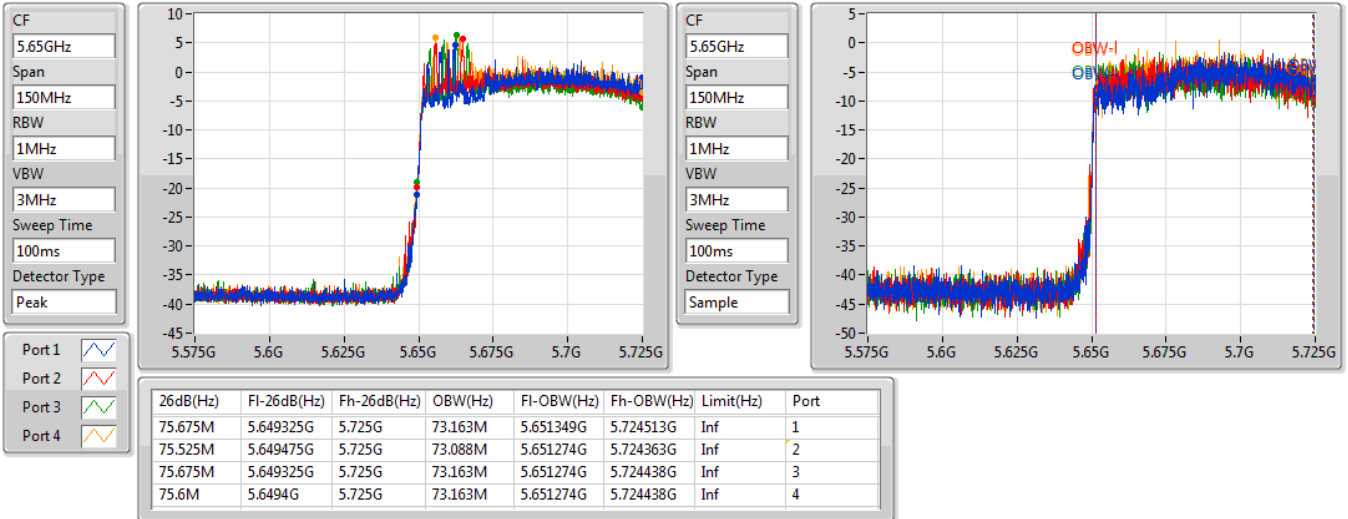 CF
5.65GHz
Span
150MHz
RBW
1MHz
VBW
3MHz
Sweep Time
100ms
Detector Type
Peak
10-
5-
0-
-5-
-10-
-15-
-20-
-25-
-30-
-35-
-40-
-45-
5.575G 5.6G 5.625G 5.65G 5.675G 5.7G 5.725G
CF
5.65GHz
Span
150MHz
RBW
1MHz
VBW
3MHz
Sweep Time
100ms
Detector Type
Sample
5-
0-
-5-
-10-
-15-
-20-
-25-
-30-
-35-
-40-
-45-
-50-
OBW-l
5.575G 5.6G 5.625G 5.65G 5.675G 5.7G 5.725G
Port 1
Port 2
Port 3
Port 4
26dB(Hz) Fl-26dB(Hz) Fh-26dB(Hz) OBW(Hz) Fl-OBW(Hz) Fh-OBW(Hz) Limit(Hz) Port
75.675M 5.649325G 5.725G 73.163M 5.651349G 5.724513G Inf 1
75.525M 5.649475G 5.725G 73.088M 5.651274G 5.724363G Inf 2
75.675M 5.649325G 5.725G 73.163M 5.651274G 5.724438G Inf 3
75.6M 5.6494G 5.725G 73.163M 5.651274G 5.724438G Inf 4